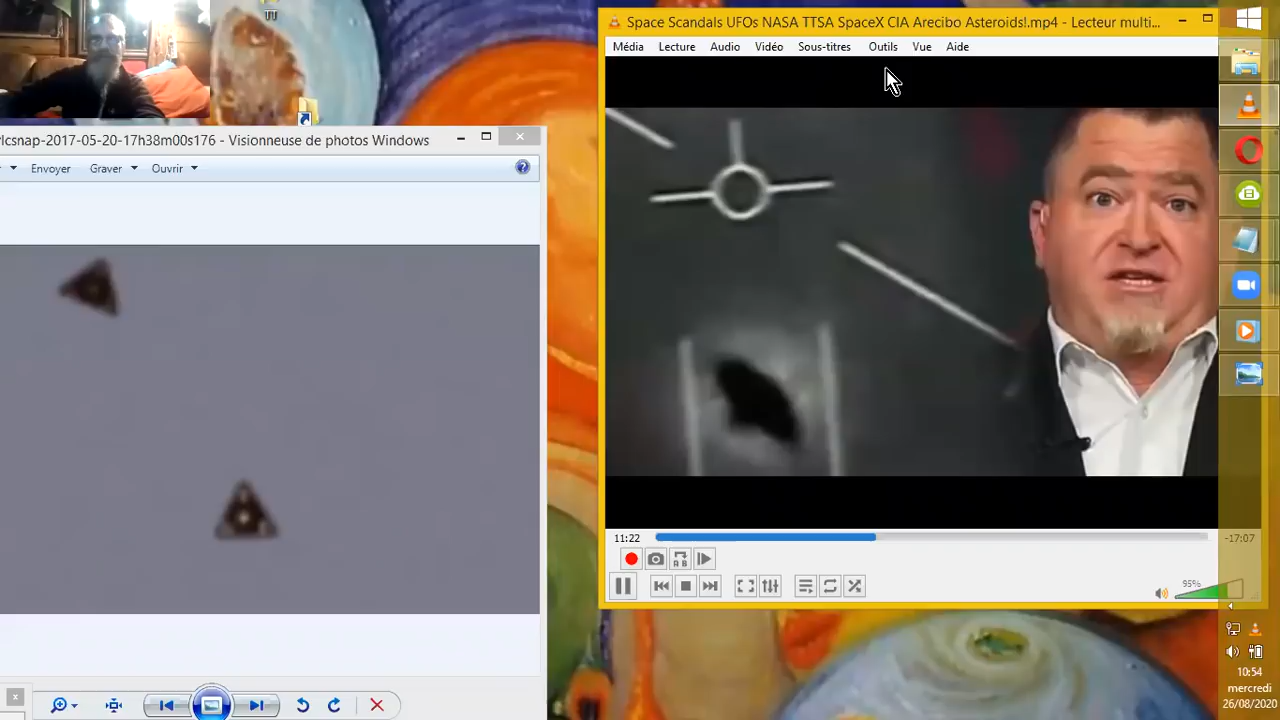 TT
Space Scandals UFOs NASA TTSA SpaceX CIA Arecibo Asteroids!.mp4 - Lecteur multi...
Média Lecture Audio Vidéo Sous-titres Outils Vue Aide
lcsnap-2017-05-20-17h38m00s176 - Visionneuse de photos Windows
Envoyer Graver Ouvrir
11:22 -17:07
A B
95%
10:54
mercredi
26/08/2020